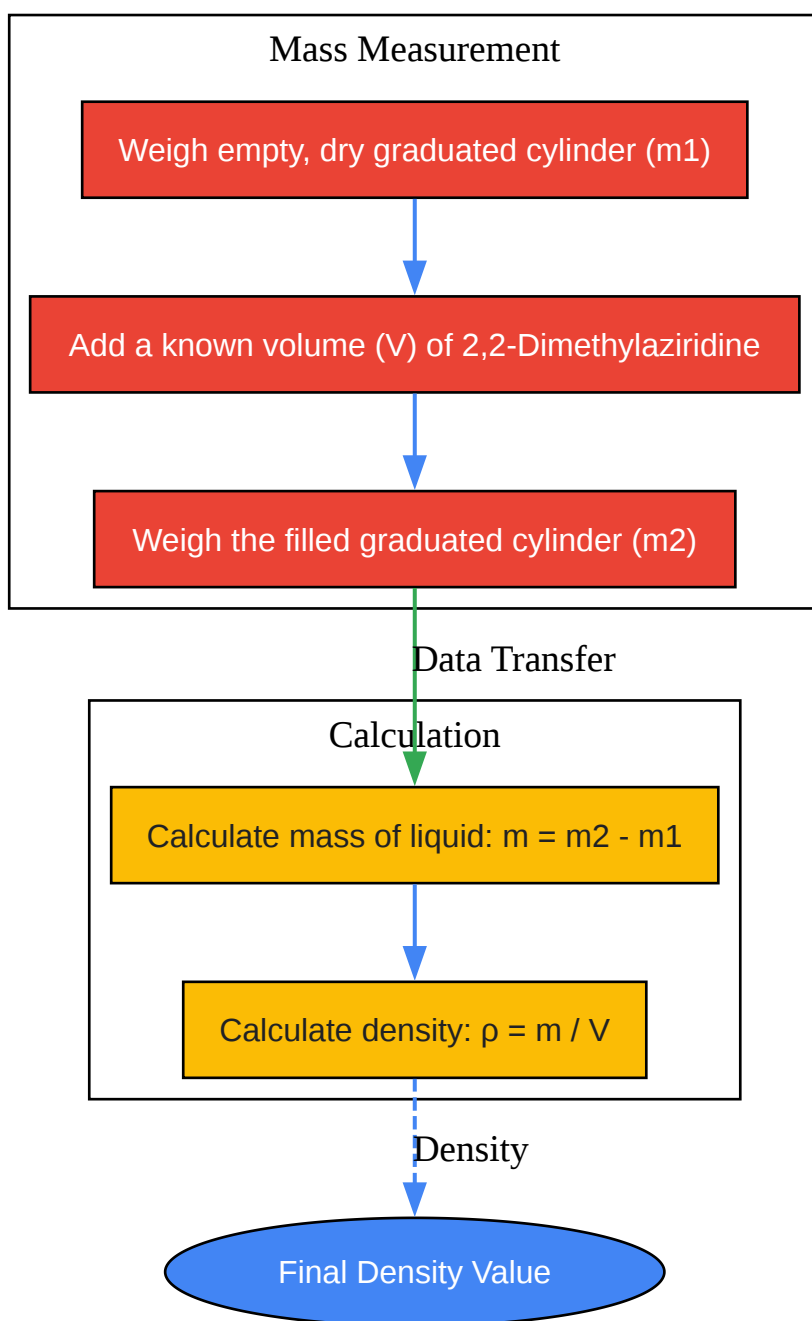 Mass Measurement
Weigh empty, dry graduated cylinder (m1)
Add a known volume (V) of 2,2-Dimethylaziridine
Weigh the filled graduated cylinder (m2)
Data Transfer
Calculation
Calculate mass of liquid: m = m2 - m1
Calculate density: ρ = m / V
Density
Final Density Value